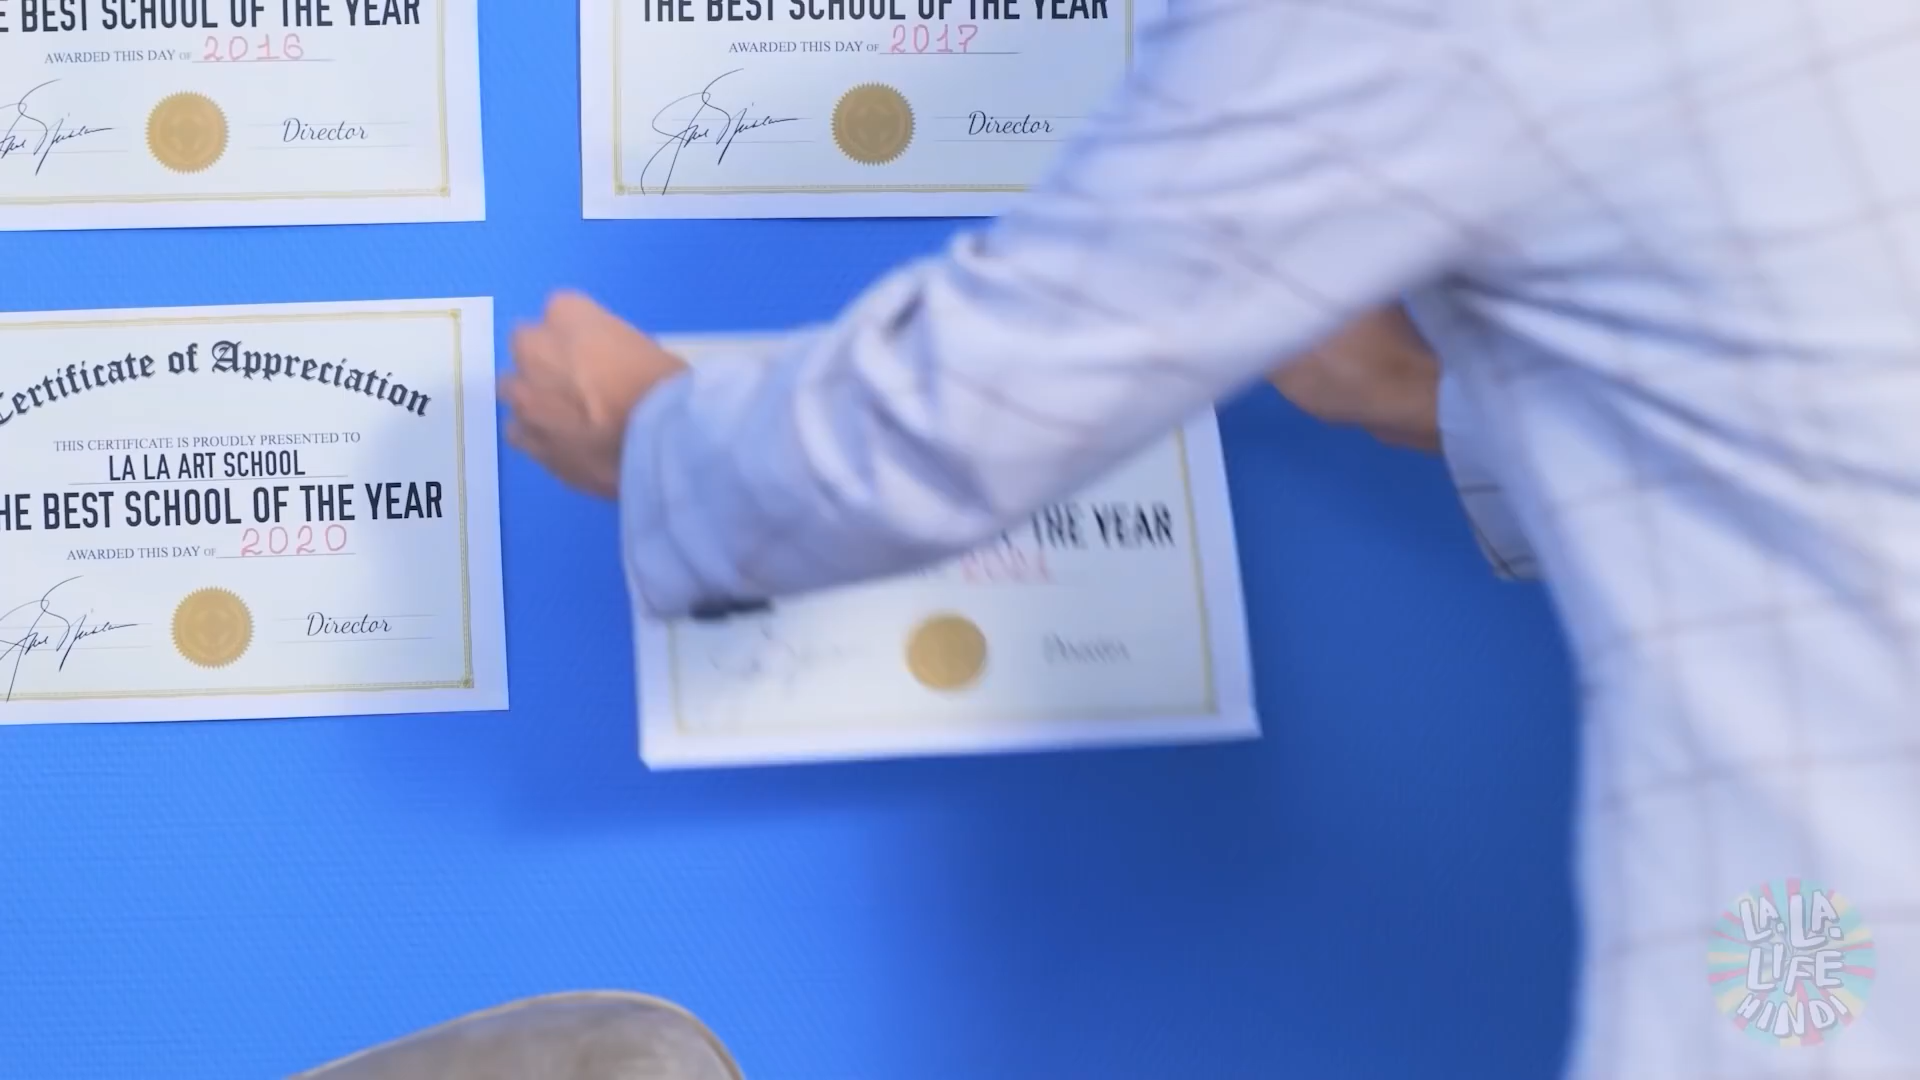 E BEST SCHOOL OF THE YEAR
AWARDED THIS DAY OF 2016
Director
THE BEST SCHOOL OF THE YEAR
AWARDED THIS DAY OF 2017
Director
Certificate of Appreciation
THIS CERTIFICATE IS PROUDLY PRESENTED TO
LA LA ART SCHOOL
HE BEST SCHOOL OF THE YEAR
AWARDED THIS DAY OF 2020
Director
THE YEAR
2021
Director
LA LA
LIFE
HINDI